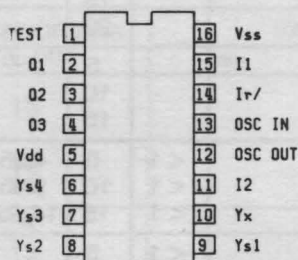 TEST 1 16 Vss
O1 2 15 I1
O2 3 14 Ir/
O3 4 13 OSC IN
Vdd 5 12 OSC OUT
Ys4 6 11 I2
Ys3 7 10 Yx
Ys2 8 9 Ys1